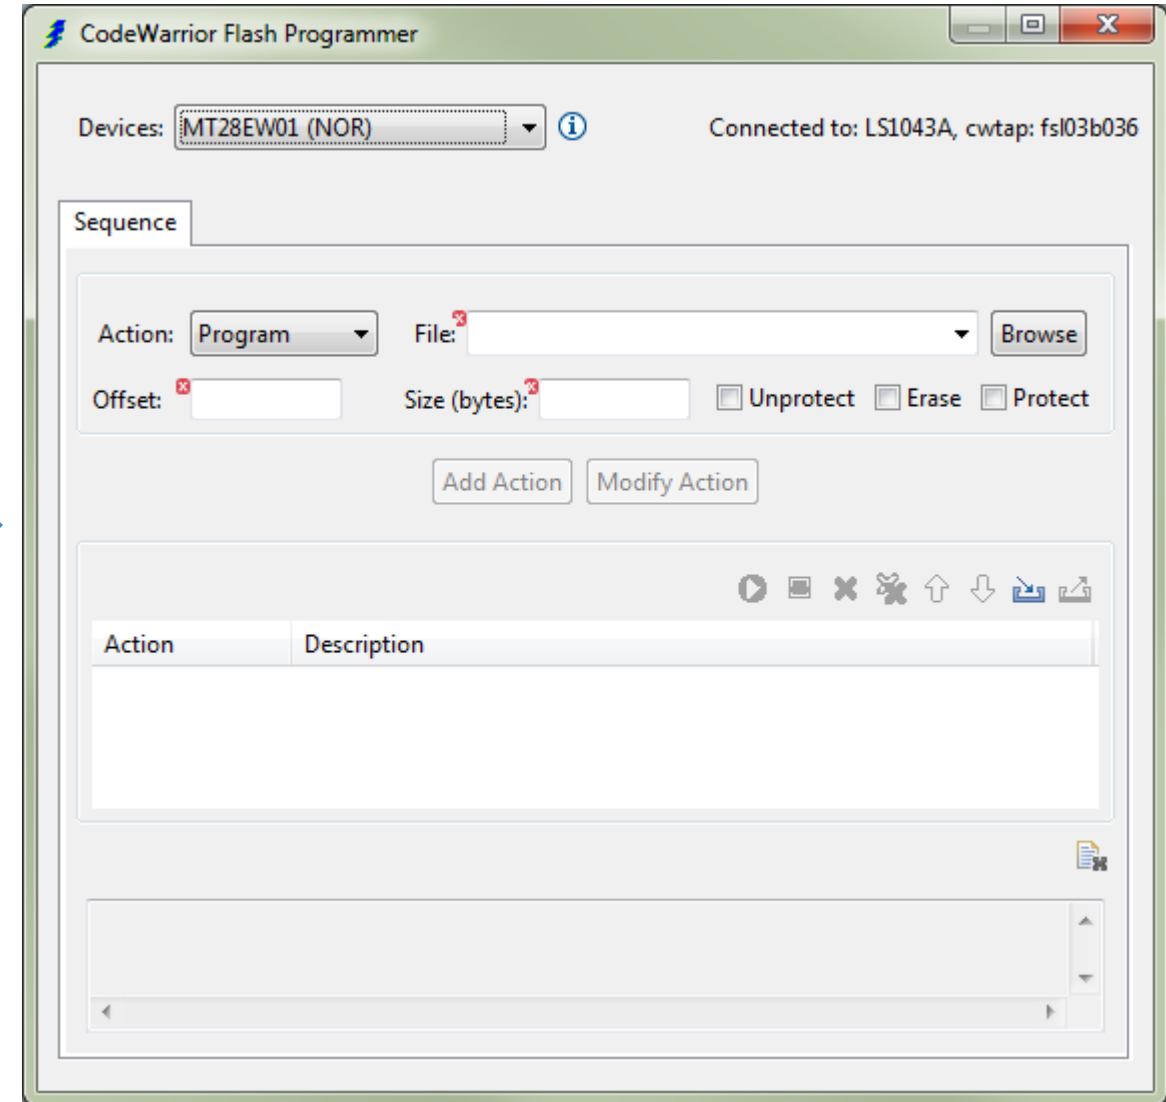 CodeWarrior Flash Programmer
Devices: MT28EW01 (NOR) Connected to: LS1043A, cwtap: fsl03b036
Sequence
Action: Program File: Browse
Offset: Size (bytes): Unprotect Erase Protect
Add Action Modify Action
Action Description